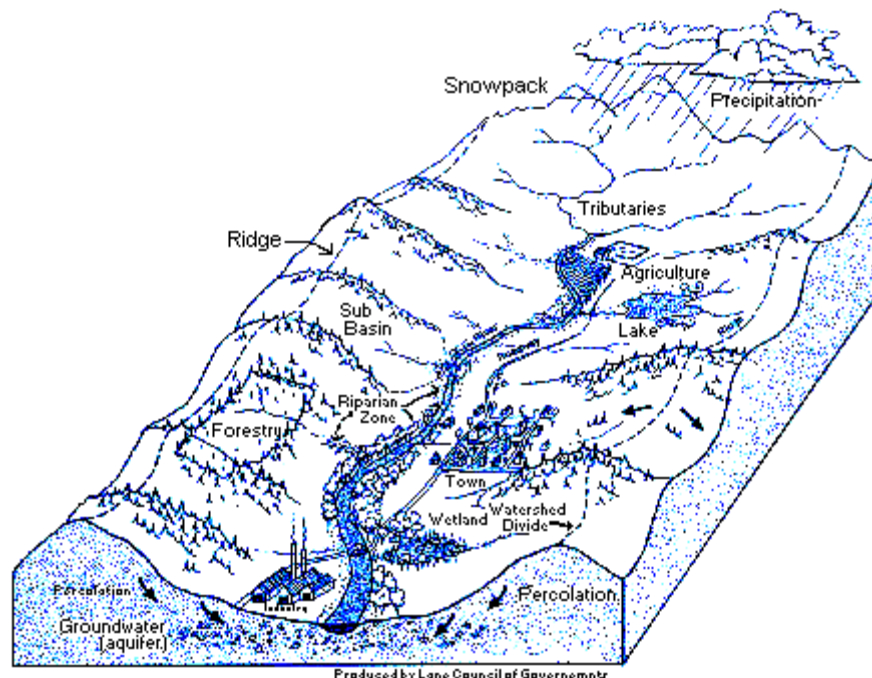 Snowpack
Precipitation
Tributaries
Ridge
Agriculture
Sub
Basin
Lake
Riparian
Zone
Forestry
Town
Wetland
Watershed
Divide
Percolation
Percolation
Industry
Groundwater
(aquifer)
Produced by Lane Council of Governments